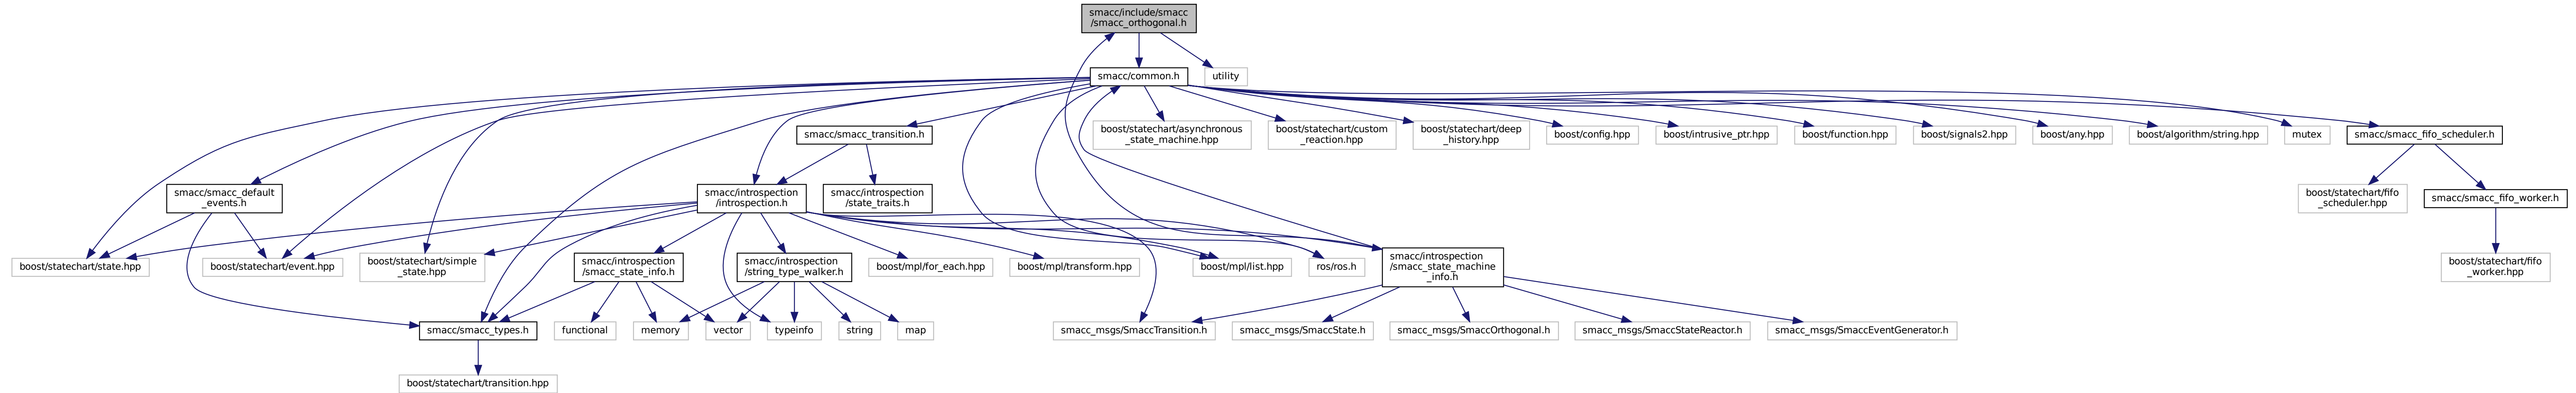 smacc/include/smacc
/smacc_orthogonal.h
smacc/common.h
utility
smacc/smacc_transition.h
boost/statechart/asynchronous
_state_machine.hpp
boost/statechart/custom
_reaction.hpp
boost/statechart/deep
_history.hpp
boost/config.hpp
boost/intrusive_ptr.hpp
boost/function.hpp
boost/signals2.hpp
boost/any.hpp
boost/algorithm/string.hpp
mutex
smacc/smacc_fifo_scheduler.h
smacc/smacc_default
_events.h
smacc/introspection
/introspection.h
smacc/introspection
/state_traits.h
boost/statechart/fifo
_scheduler.hpp
smacc/smacc_fifo_worker.h
boost/statechart/state.hpp
boost/statechart/event.hpp
boost/statechart/simple
_state.hpp
smacc/introspection
/smacc_state_info.h
smacc/introspection
/string_type_walker.h
boost/mpl/for_each.hpp
boost/mpl/transform.hpp
boost/mpl/list.hpp
ros/ros.h
smacc/introspection
/smacc_state_machine
_info.h
boost/statechart/fifo
_worker.hpp
smacc/smacc_types.h
functional
memory
vector
typeinfo
string
map
smacc_msgs/SmaccTransition.h
smacc_msgs/SmaccState.h
smacc_msgs/SmaccOrthogonal.h
smacc_msgs/SmaccStateReactor.h
smacc_msgs/SmaccEventGenerator.h
boost/statechart/transition.hpp